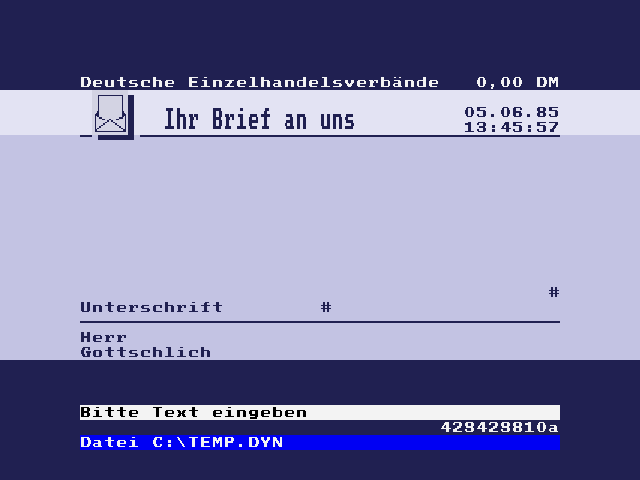 Deutsche Einzelhandelsverbände 0,00 DM
Ihr Brief an uns 05.06.85
13:45:57
#
Unterschrift #
Herr
Gottschlich
Bitte Text eingeben
429429810a
Datei C:\TEMP.DYN